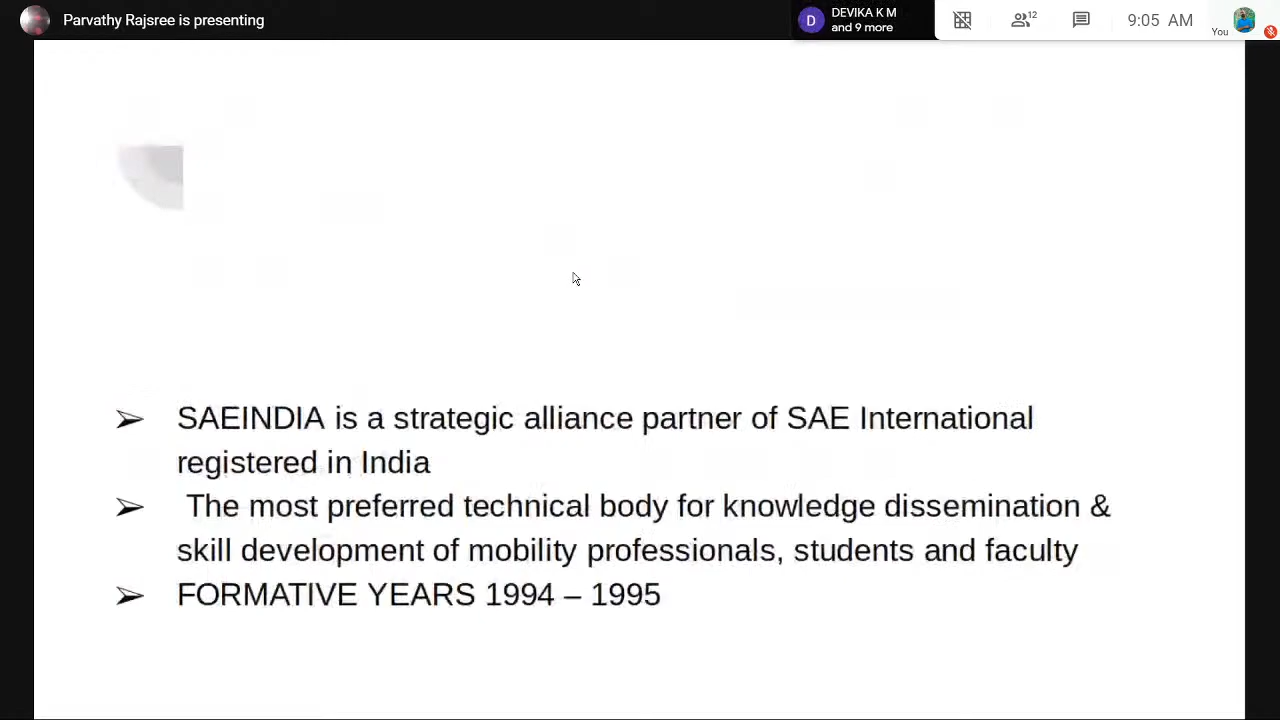 Parvathy Rajsree is presenting
D
DEVIKA K M
and 9 more
12
9:05 AM
You
➢ SAEINDIA is a strategic alliance partner of SAE International
registered in India
➢ The most preferred technical body for knowledge dissemination &
skill development of mobility professionals, students and faculty
➢ FORMATIVE YEARS 1994 – 1995